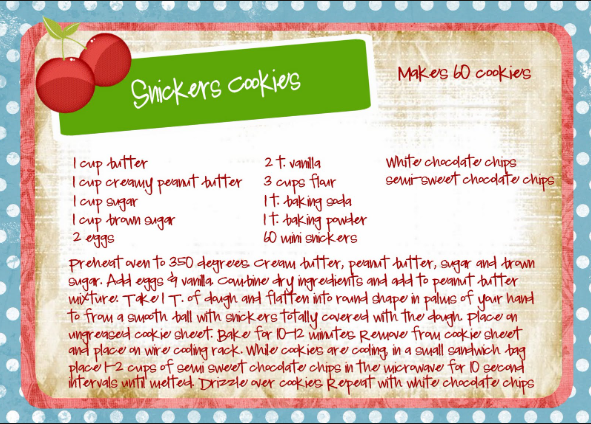 Snickers Cookies
Makes 60 cookies
1 cup butter
1 cup creamy peanut butter
1 cup sugar
1 cup brown sugar
2 eggs
2 t. vanilla
3 cups flour
1 t. baking soda
1 t. baking powder
60 mini snickers
White chocolate chips
semi-sweet chocolate chips
Preheat oven to 350 degrees. Cream butter, peanut butter, sugar and brown
sugar. Add eggs & vanilla. Combine dry ingredients and add to peanut butter
mixture. Take 1 T. of dough and flatten into round shape in palms of your hand
to from a smooth ball with snickers totally covered with the dough. Place on
ungreased cookie sheet. Bake for 10-12 minutes. Remove from cookie sheet
and place on wire cooling rack. While cookies are cooling, in a small sandwich bag
place 1-2 cups of semi sweet chocolate chips in the microwave for 10 second
intervals until melted. Drizzle over cookies. Repeat with white chocolate chips